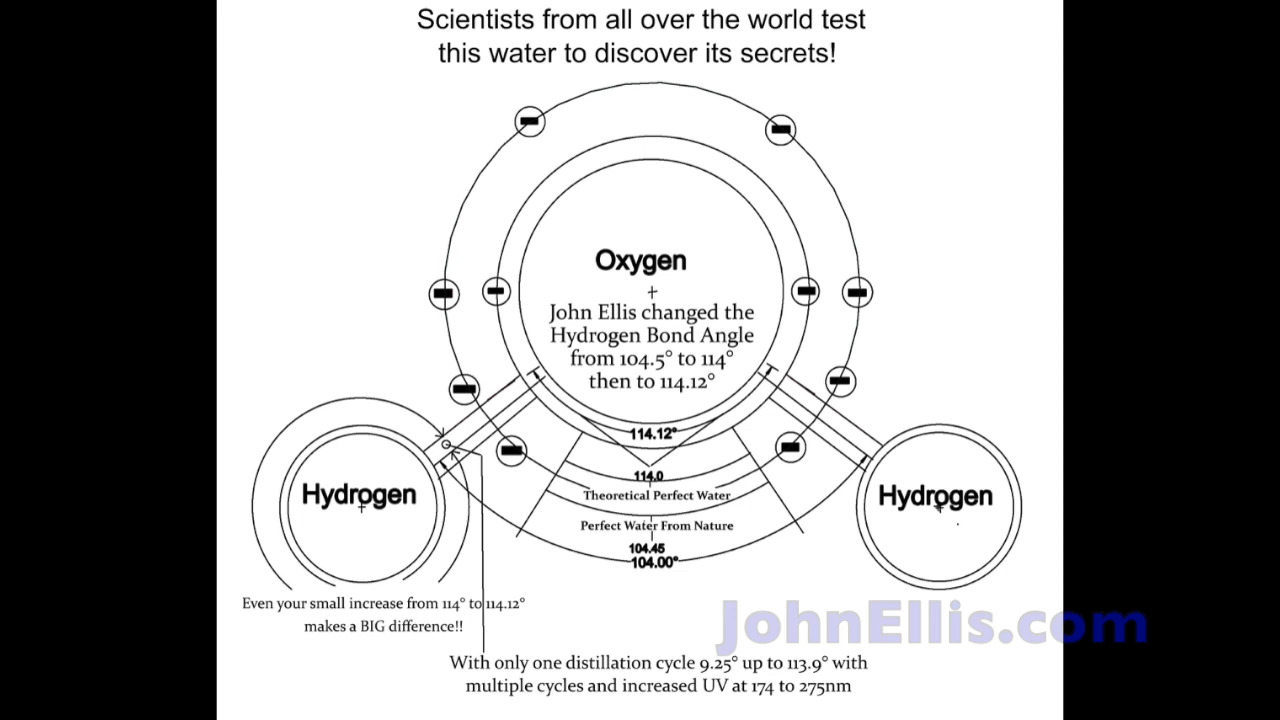 Scientists from all over the world test
this water to discover its secrets!
Oxygen
John Ellis changed the
Hydrogen Bond Angle
from 104.5° to 114°
then to 114.12°
114.12°
114.0
Theoretical Perfect Water
Perfect Water From Nature
104.45
104.00°
Hydrogen
Hydrogen
Even your small increase from 114° to 114.12°
makes a BIG difference!!
JohnEllis.com
With only one distillation cycle 9.25° up to 113.9° with
multiple cycles and increased UV at 174 to 275nm